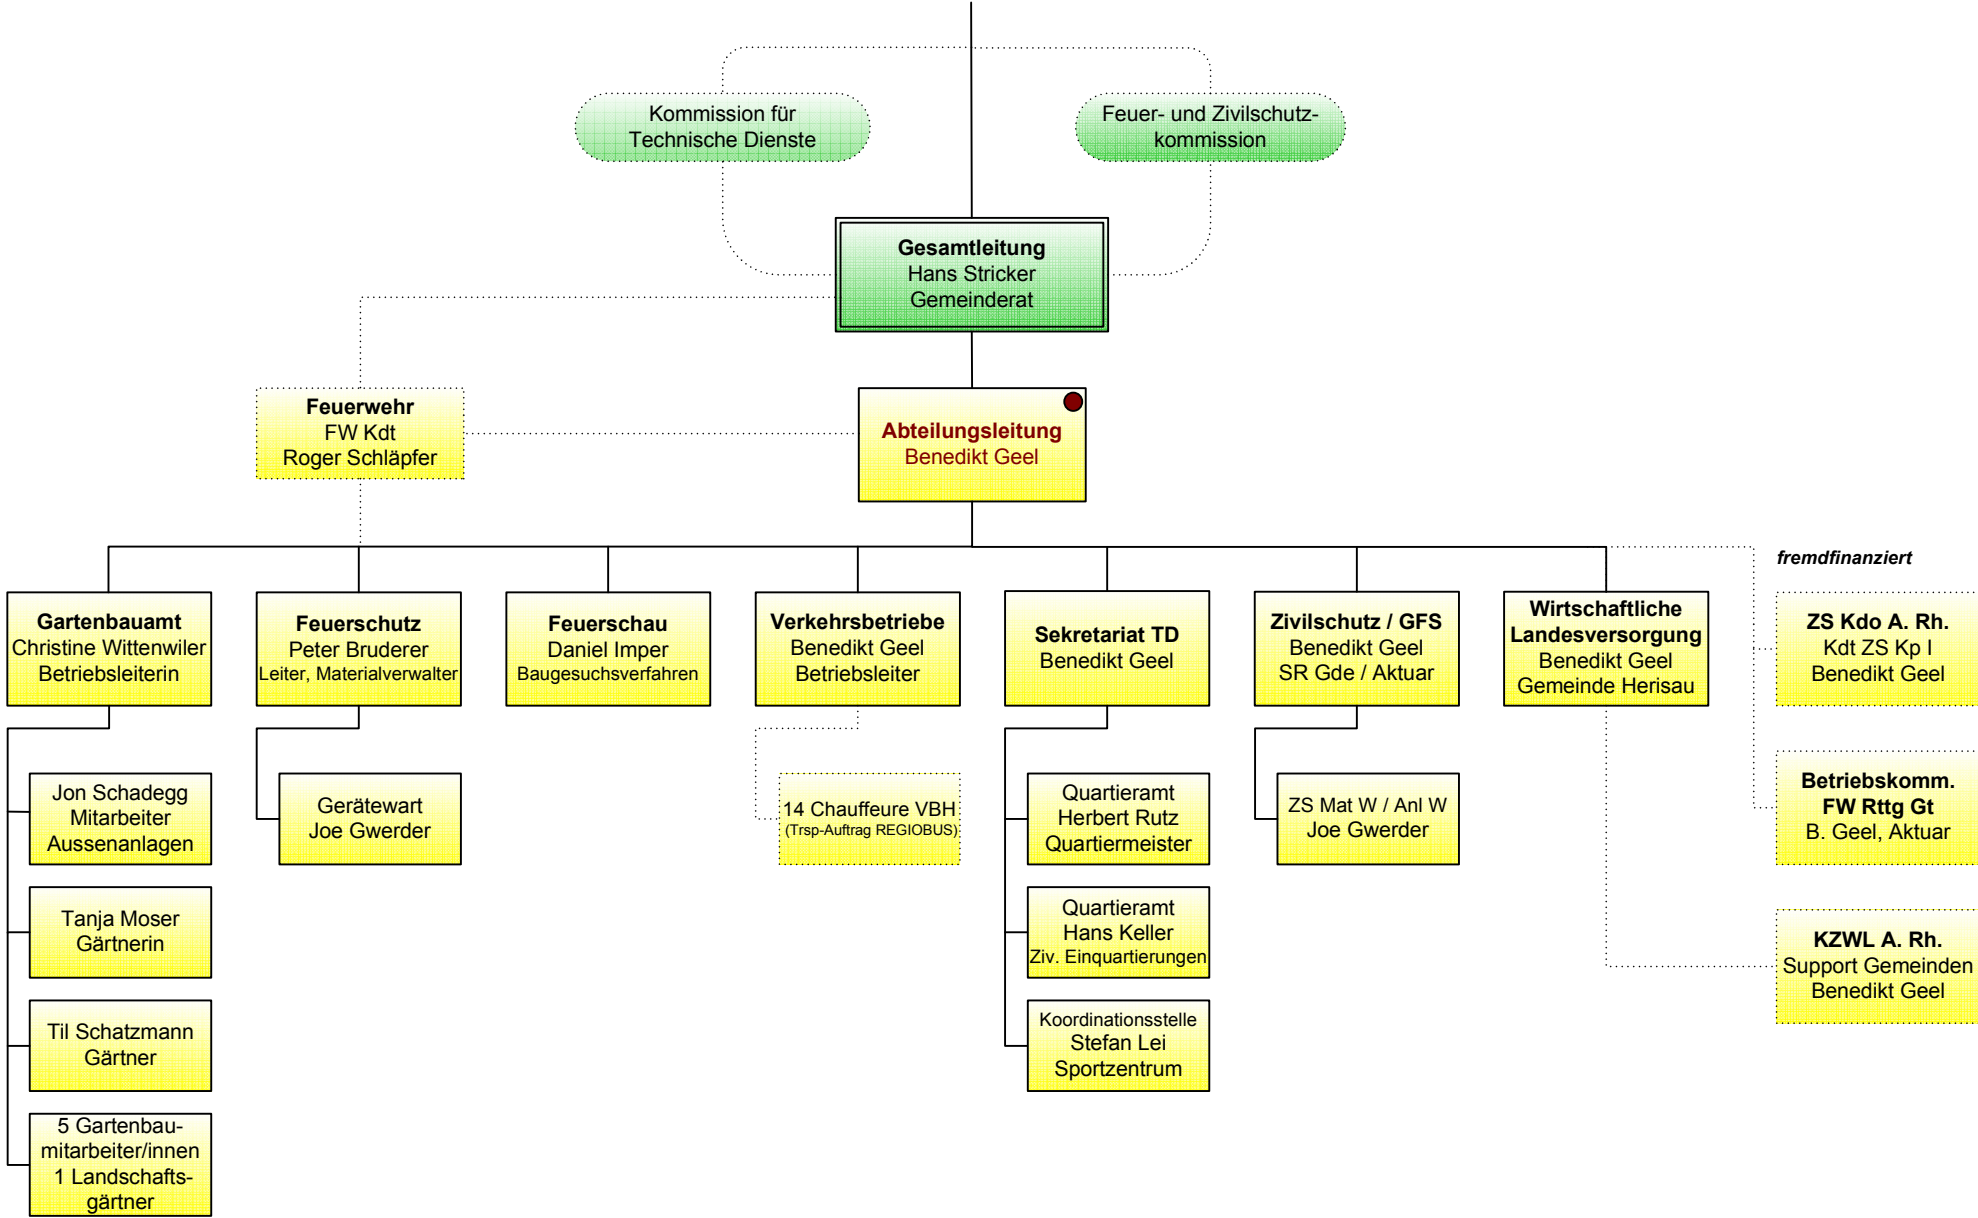 Kommission für
Technische Dienste
Feuer- und Zivilschutz-
kommission
Gesamtleitung
Hans Stricker
Gemeinderat
Feuerwehr
FW Kdt
Roger Schläpfer
Abteilungsleitung
Benedikt Geel
fremdfinanziert
Gartenbauamt
Christine Wittenwiler
Betriebsleiterin
Feuerschutz
Peter Bruderer
Leiter, Materialverwalter
Feuerschau
Daniel Imper
Baugesuchsverfahren
Verkehrsbetriebe
Benedikt Geel
Betriebsleiter
Sekretariat TD
Benedikt Geel
Zivilschutz / GFS
Benedikt Geel
SR Gde / Aktuar
Wirtschaftliche
Landesversorgung
Benedikt Geel
Gemeinde Herisau
ZS Kdo A. Rh.
Kdt ZS Kp I
Benedikt Geel
Jon Schadegg
Mitarbeiter
Aussenanlagen
Gerätewart
Joe Gwerder
14 Chauffeure VBH
(Trsp-Auftrag REGIOBUS)
Quartieramt
Herbert Rutz
Quartiermeister
ZS Mat W / Anl W
Joe Gwerder
Betriebskomm.
FW Rttg Gt
B. Geel, Aktuar
Tanja Moser
Gärtnerin
Quartieramt
Hans Keller
Ziv. Einquartierungen
KZWL A. Rh.
Support Gemeinden
Benedikt Geel
Til Schatzmann
Gärtner
Koordinationsstelle
Stefan Lei
Sportzentrum
5 Gartenbau-
mitarbeiter/innen
1 Landschafts-
gärtner